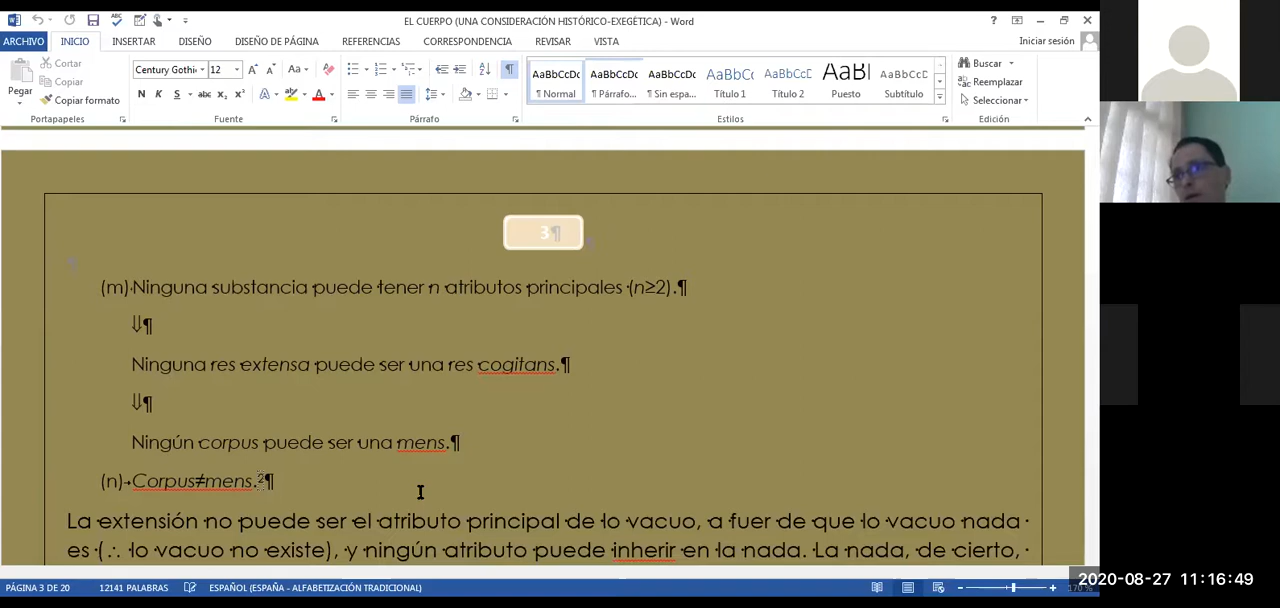 EL CUERPO (UNA CONSIDERACIÓN HISTÓRICO-EXEGÉTICA) - Word
ARCHIVO INICIO INSERTAR DISEÑO DISEÑO DE PÁGINA REFERENCIAS CORRESPONDENCIA REVISAR VISTA Iniciar sesión
Pegar
Cortar
Copiar
Copiar formato
Portapapeles
Century Gothi 12
N K S abc x₂ x²
Fuente
Párrafo
AaBbCcDc AaBbCcDc AaBbCcDc AaBbCc AaBbCcD AaBl AaBbCcD
¶ Normal ¶ Párrafo... ¶ Sin espa... Título 1 Título 2 Puesto Subtítulo
Estilos
Buscar
Reemplazar
Seleccionar
Edición
3¶
(m)·Ninguna·substancia·puede·tener·n·atributos·principales·(n≥2).¶
⇓¶
Ninguna·res·extensa·puede·ser·una·res·cogitans.¶
⇓¶
Ningún·corpus·puede·ser·una·mens.¶
(n)→Corpus≠mens.²¶
La·extensión·no·puede·ser·el·atributo·principal·de·lo·vacuo,·a·fuer·de·que·lo·vacuo·nada·
es·(∴·lo·vacuo·no·existe),·y·ningún·atributo·puede·inherir·en·la·nada.·La·nada,·de·cierto,·
PÁGINA 3 DE 20 12141 PALABRAS ESPAÑOL (ESPAÑA - ALFABETIZACIÓN TRADICIONAL) 170 %
2020-08-27 11:16:49